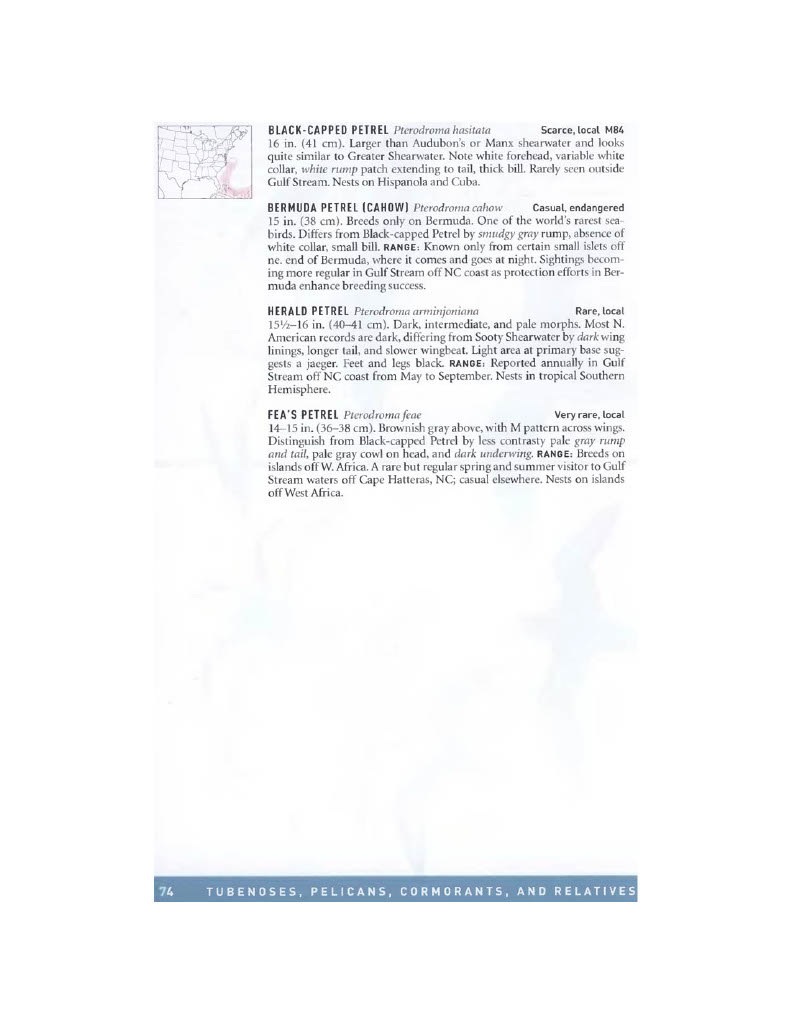 BLACK-CAPPED PETREL Pterodroma hasitata Scarce, local M84
16 in. (41 cm). Larger than Audubon's or Manx shearwater and looks
quite similar to Greater Shearwater. Note white forehead, variable white
collar, white rump patch extending to tail, thick bill. Rarely seen outside
Gulf Stream. Nests on Hispanola and Cuba.
BERMUDA PETREL (CAHOW) Pterodroma cahow Casual, endangered
15 in. (38 cm). Breeds only on Bermuda. One of the world's rarest sea-
birds. Differs from Black-capped Petrel by smudgy gray rump, absence of
white collar, small bill. RANGE: Known only from certain small islets off
ne. end of Bermuda, where it comes and goes at night. Sightings becom-
ing more regular in Gulf Stream off NC coast as protection efforts in Ber-
muda enhance breeding success.
HERALD PETREL Pterodroma arminjoniana Rare, local
15½–16 in. (40–41 cm). Dark, intermediate, and pale morphs. Most N.
American records are dark, differing from Sooty Shearwater by dark wing
linings, longer tail, and slower wingbeat. Light area at primary base sug-
gests a jaeger. Feet and legs black. RANGE: Reported annually in Gulf
Stream off NC coast from May to September. Nests in tropical Southern
Hemisphere.
FEA'S PETREL Pterodroma feae Very rare, local
14–15 in. (36–38 cm). Brownish gray above, with M pattern across wings.
Distinguish from Black-capped Petrel by less contrasty pale gray rump
and tail, pale gray cowl on head, and dark underwing. RANGE: Breeds on
islands off W. Africa. A rare but regular spring and summer visitor to Gulf
Stream waters off Cape Hatteras, NC; casual elsewhere. Nests on islands
off West Africa.
74 TUBENOSES, PELICANS, CORMORANTS, AND RELATIVES